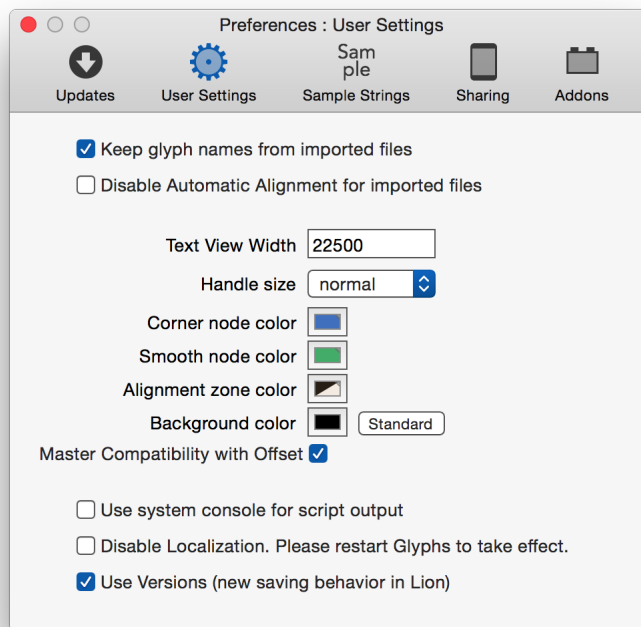 Preferences : User Settings
Sam
ple
Updates User Settings Sample Strings Sharing Addons
Keep glyph names from imported files
Disable Automatic Alignment for imported files
Text View Width 22500
Handle size normal
Corner node color
Smooth node color
Alignment zone color
Background color Standard
Master Compatibility with Offset
Use system console for script output
Disable Localization. Please restart Glyphs to take effect.
Use Versions (new saving behavior in Lion)